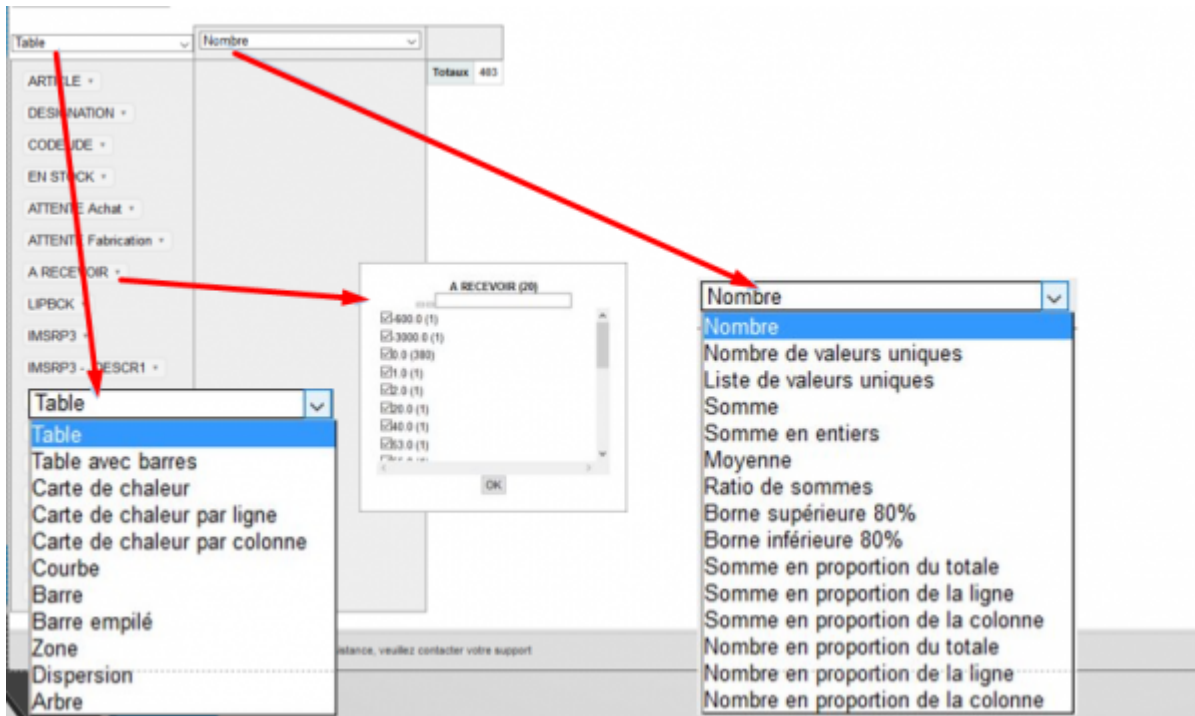 Table
Nombre
Totaux 403
ARTICLE
DESIGNATION
EN STOCK
ATTENTE Achat
ATTENTE Fabrication
A RECEVOIR
LIPBCK
IMSRP3
IMSRP3 - DESCR1
A RECEVOIR (20)
-600.0 (1)
-3000.0 (1)
0.0 (380)
1.0 (1)
2.0 (1)
20.0 (1)
40.0 (1)
53.0 (1)
OK
Table
Table
Table avec barres
Carte de chaleur
Carte de chaleur par ligne
Carte de chaleur par colonne
Courbe
Barre
Barre empilé
Zone
Dispersion
Arbre
Nombre
Nombre
Nombre de valeurs uniques
Liste de valeurs uniques
Somme
Somme en entiers
Moyenne
Ratio de sommes
Borne supérieure 80%
Borne inférieure 80%
Somme en proportion du totale
Somme en proportion de la ligne
Somme en proportion de la colonne
Nombre en proportion du totale
Nombre en proportion de la ligne
Nombre en proportion de la colonne
veuillez contacter votre support